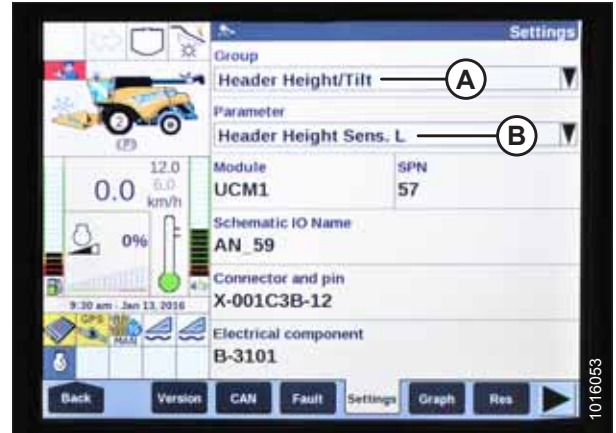 Settings
Group
Header Height/Tilt
A
Parameter
Header Height Sens. L
B
2
(P)
12.0
6.0
0.0
km/h
Module
SPN
UCM1
57
Schematic IO Name
AN_59
0%
Connector and pin
X-001C3B-12
9:30 am - Jan 13, 2016
GPS
MAN
Electrical component
B-3101
Back
Version
CAN
Fault
Settings
Graph
Res
1016053